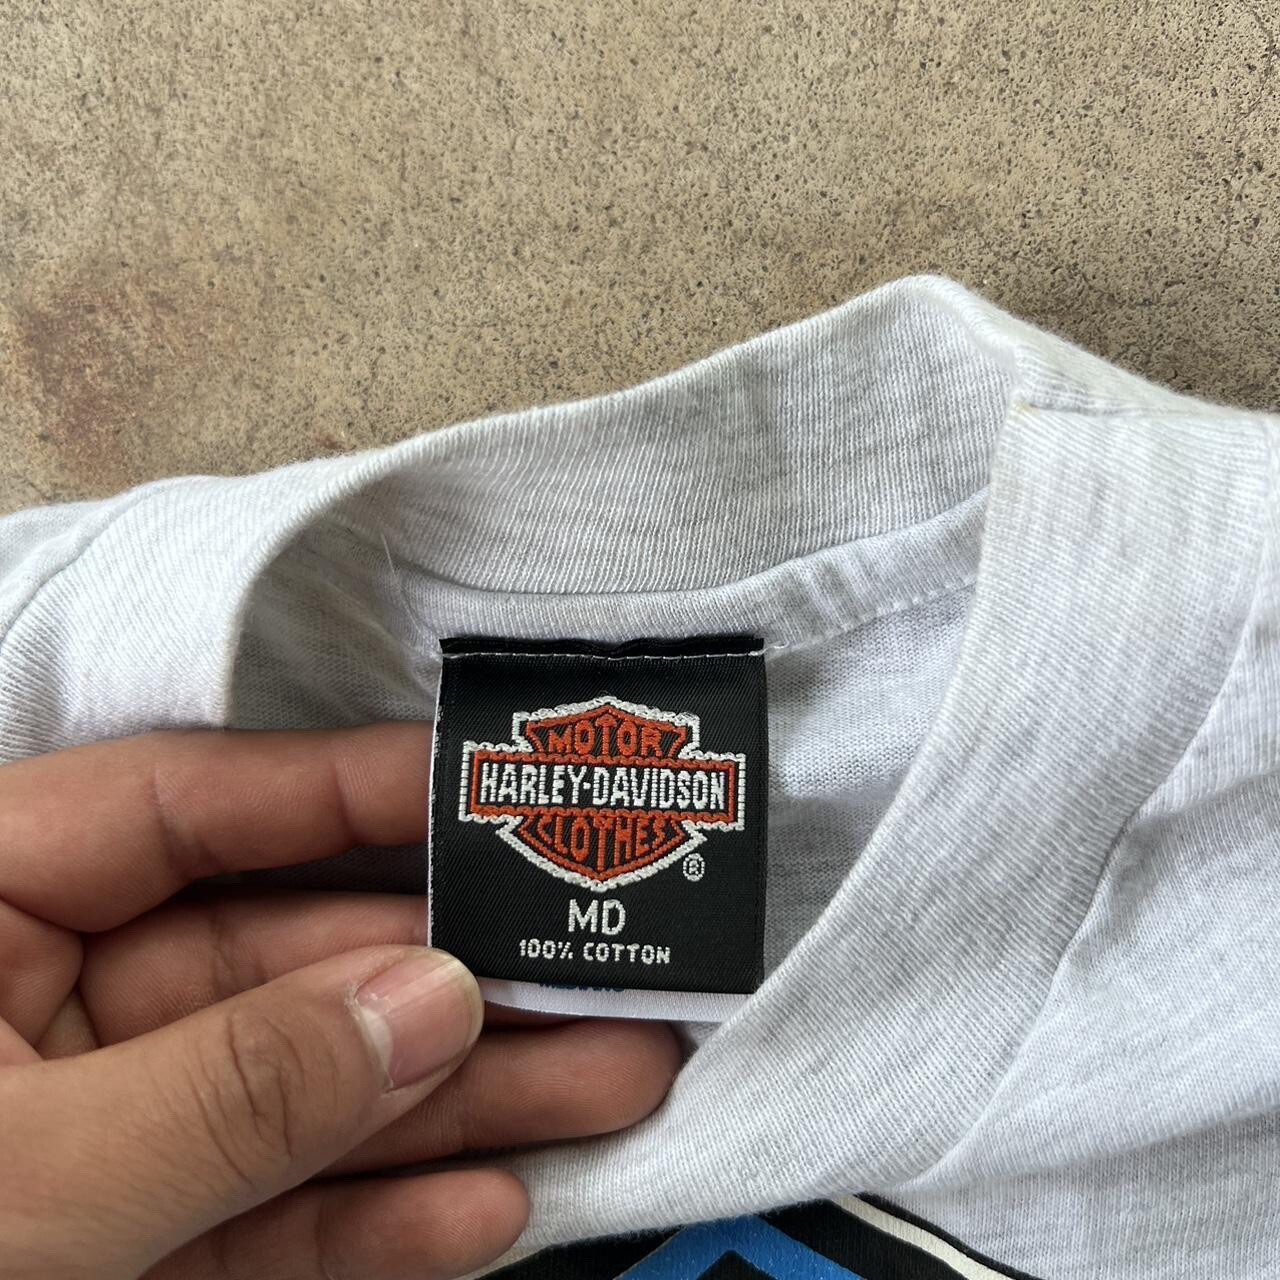 MOTOR
HARLEY-DAVIDSON
CLOTHES
®
MD
100% COTTON